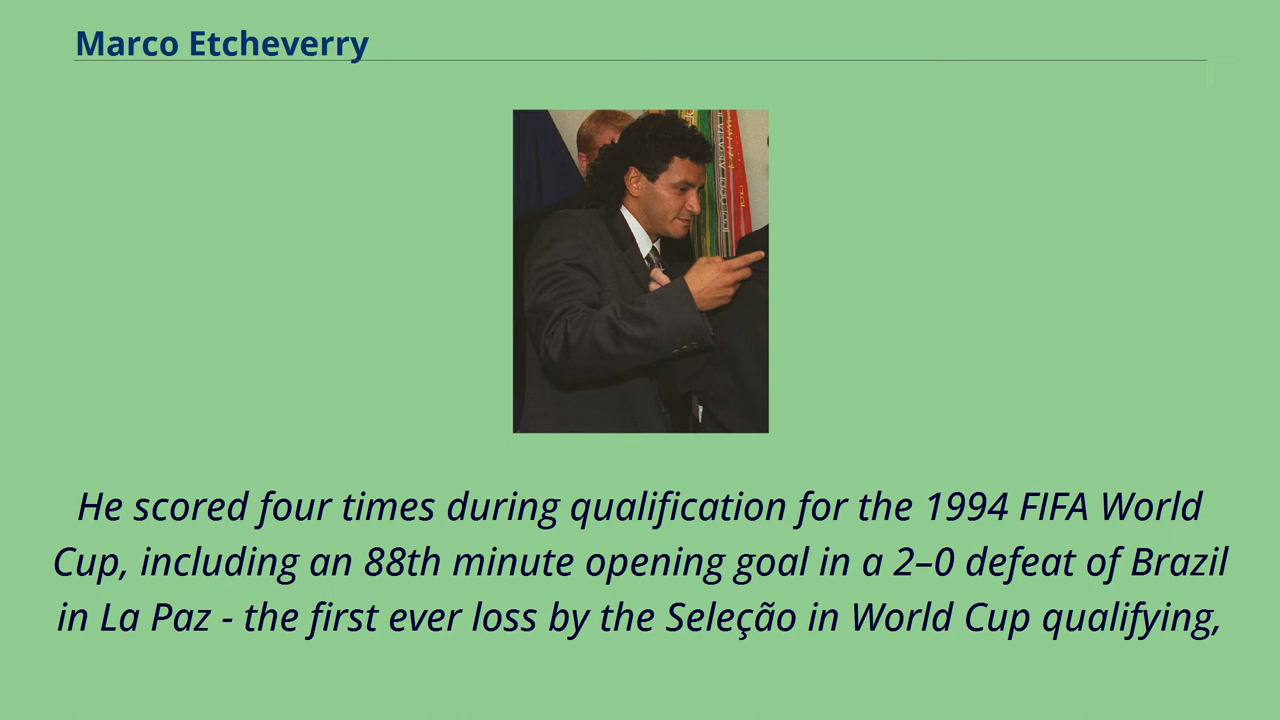 Marco Etcheverry
He scored four times during qualification for the 1994 FIFA World
Cup, including an 88th minute opening goal in a 2–0 defeat of Brazil
in La Paz - the first ever loss by the Seleção in World Cup qualifying,